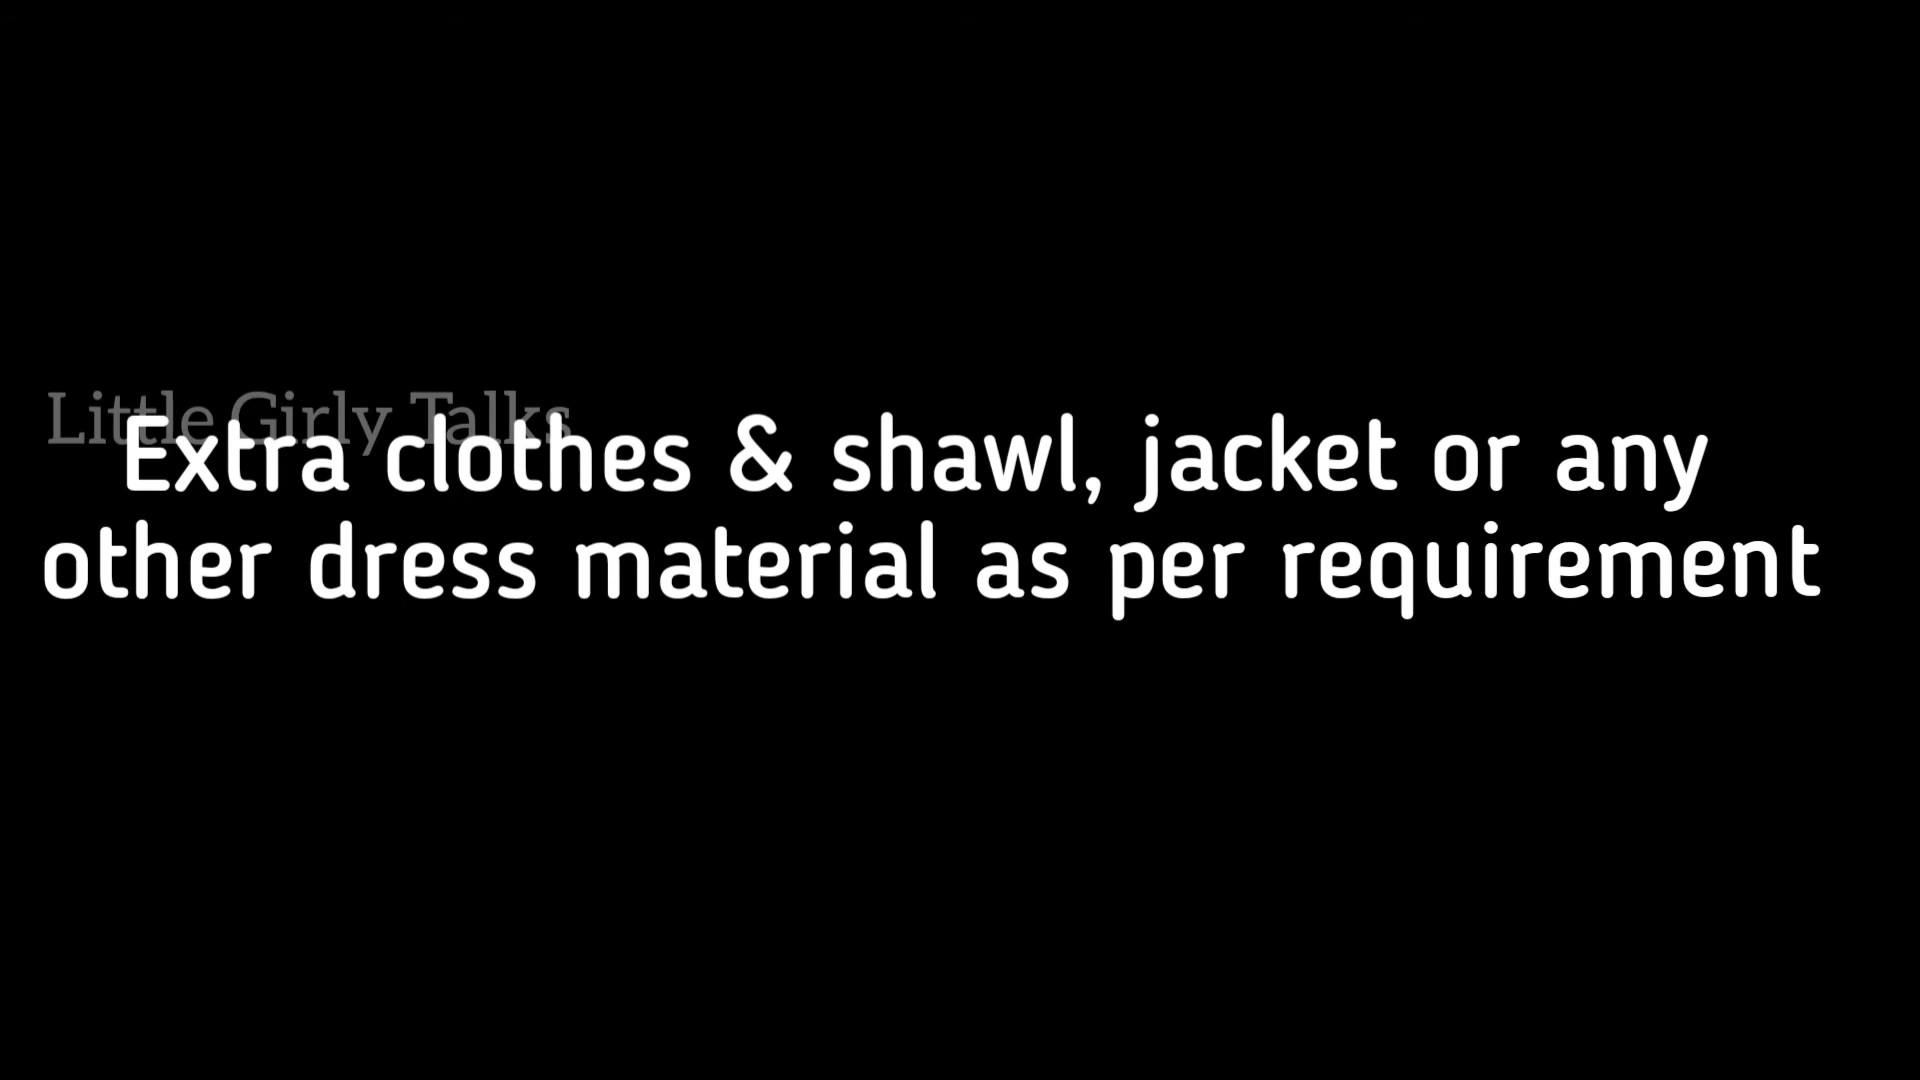 Little Girly Talks
Extra clothes & shawl, jacket or any
other dress material as per requirement